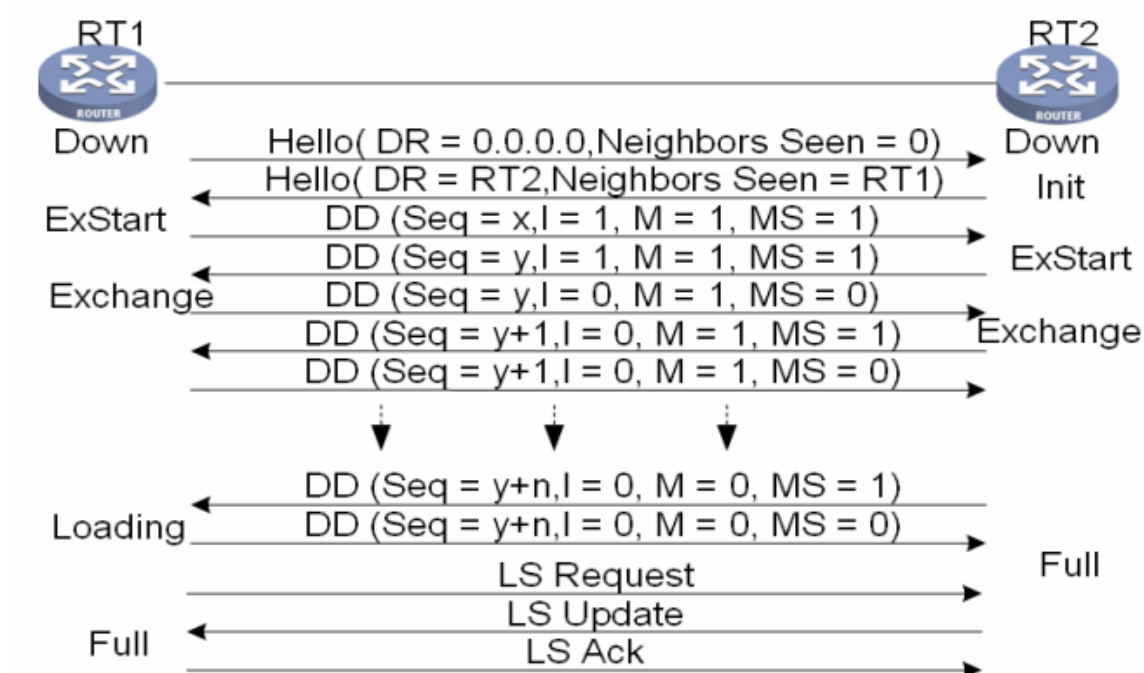 RT1 RT2
ROUTER ROUTER
Down Hello( DR = 0.0.0.0,Neighbors Seen = 0) Down
Hello( DR = RT2,Neighbors Seen = RT1) Init
ExStart DD (Seq = x,I = 1, M = 1, MS = 1)
DD (Seq = y,I = 1, M = 1, MS = 1) ExStart
Exchange DD (Seq = y,I = 0, M = 1, MS = 0)
DD (Seq = y+1,I = 0, M = 1, MS = 1) Exchange
DD (Seq = y+1,I = 0, M = 1, MS = 0)
DD (Seq = y+n,I = 0, M = 0, MS = 1)
Loading DD (Seq = y+n,I = 0, M = 0, MS = 0)
LS Request Full
LS Update
Full LS Ack